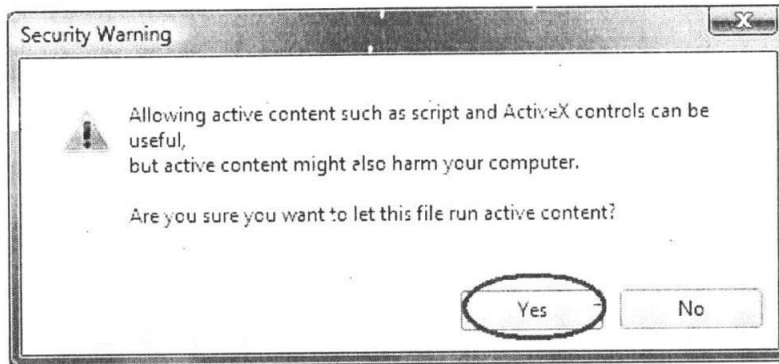 Security Warning
Allowing active content such as script and ActiveX controls can be
useful,
but active content might also harm your computer.
Are you sure you want to let this file run active content?
Yes
No